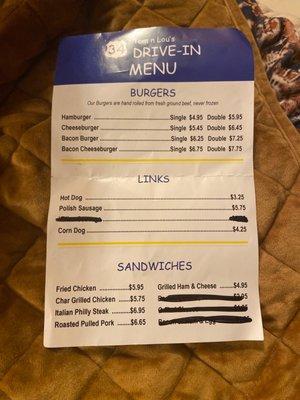 34 Tom n Lou's
DRIVE-IN
MENU
BURGERS
Our Burgers are hand rolled from fresh ground beef, never frozen
Hamburger Single $4.95 Double $5.95
Cheeseburger Single $5.45 Double $6.45
Bacon Burger Single $6.25 Double $7.25
Bacon Cheeseburger Single $6.75 Double $7.75
LINKS
Hot Dog $3.25
Polish Sausage $5.75
Corn Dog $4.25
SANDWICHES
Fried Chicken $5.95 Grilled Ham & Cheese $4.95
Char Grilled Chicken $5.75
Italian Philly Steak $6.95
Roasted Pulled Pork $6.65